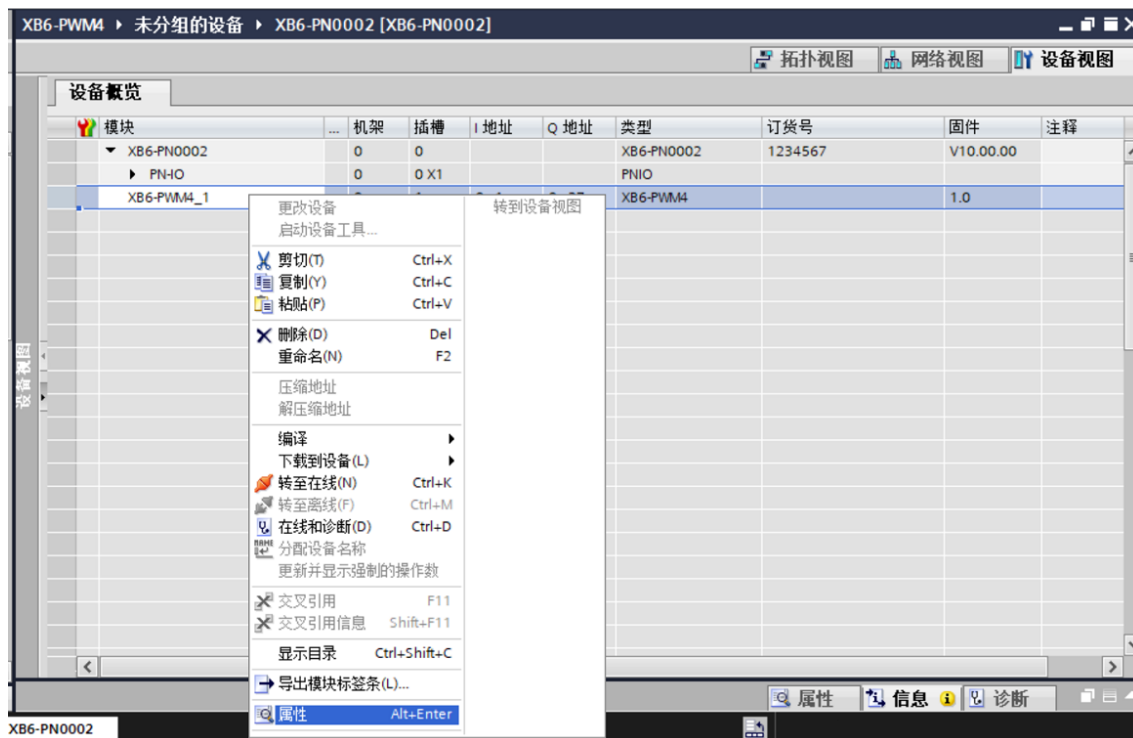 XB6-PWM4 ▸ 未分组的设备 ▸ XB6-PN0002 [XB6-PN0002]
拓扑视图 网络视图 设备视图
设备概览
模块 ... 机架 插槽 I 地址 Q 地址 类型 订货号 固件 注释
XB6-PN0002 0 0 XB6-PN0002 1234567 V10.00.00
PN-IO 0 0 X1 PNIO
XB6-PWM4_1 XB6-PWM4 1.0
更改设备 转到设备视图
启动设备工具...
剪切(T) Ctrl+X
复制(Y) Ctrl+C
粘贴(P) Ctrl+V
删除(D) Del
重命名(N) F2
压缩地址
解压缩地址
编译
下载到设备(L)
转至在线(N) Ctrl+K
转至离线(F) Ctrl+M
在线和诊断(D) Ctrl+D
分配设备名称
更新并显示强制的操作数
交叉引用 F11
交叉引用信息 Shift+F11
显示目录 Ctrl+Shift+C
导出模块标签条(L)...
属性 Alt+Enter
设备视图
属性 信息 诊断
XB6-PN0002